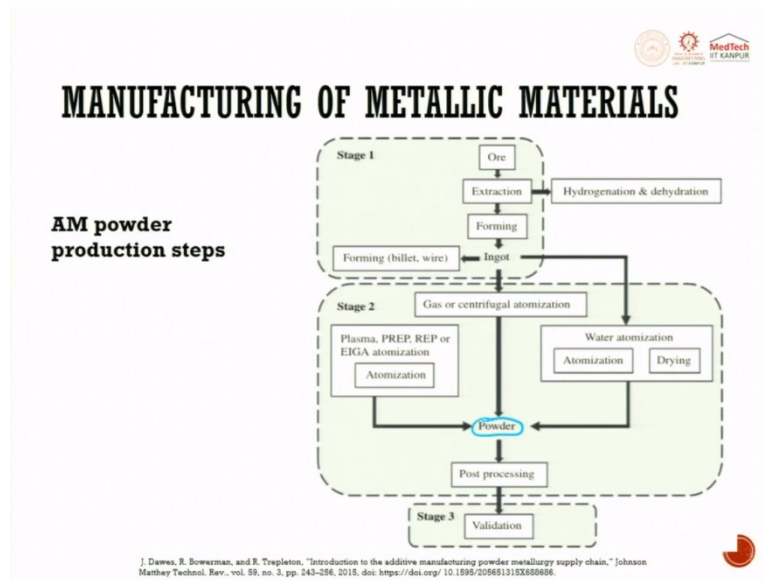 MedTech
IIT KANPUR
MANUFACTURING OF METALLIC MATERIALS
AM powder
production steps
Stage 1
Ore
Extraction
Hydrogenation & dehydration
Forming
Forming (billet, wire)
Ingot
Stage 2
Gas or centrifugal atomization
Plasma, PREP, REP or
EIGA atomization
Atomization
Water atomization
Atomization
Drying
Powder
Post processing
Stage 3
Validation
J. Dawes, R. Bowerman, and R. Trepleton, "Introduction to the additive manufacturing powder metallurgy supply chain," Johnson
Matthey Technol. Rev., vol. 59, no. 3, pp. 243–256, 2015, doi: https://doi.org/ 10.1595/205651315X688686.